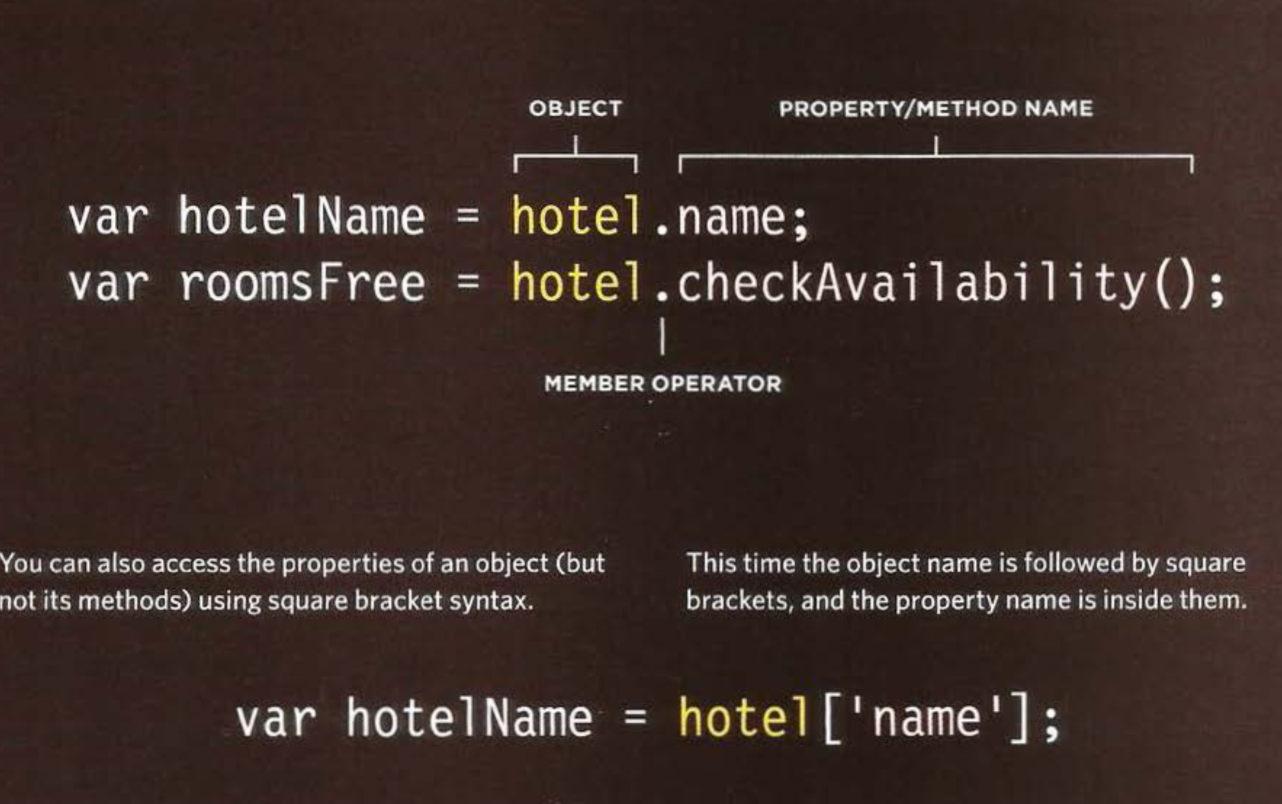 OBJECT PROPERTY/METHOD NAME
var hotelName = hotel.name;
var roomsFree = hotel.checkAvailability();
MEMBER OPERATOR
You can also access the properties of an object (but
not its methods) using square bracket syntax.
This time the object name is followed by square
brackets, and the property name is inside them.
var hotelName = hotel['name'];